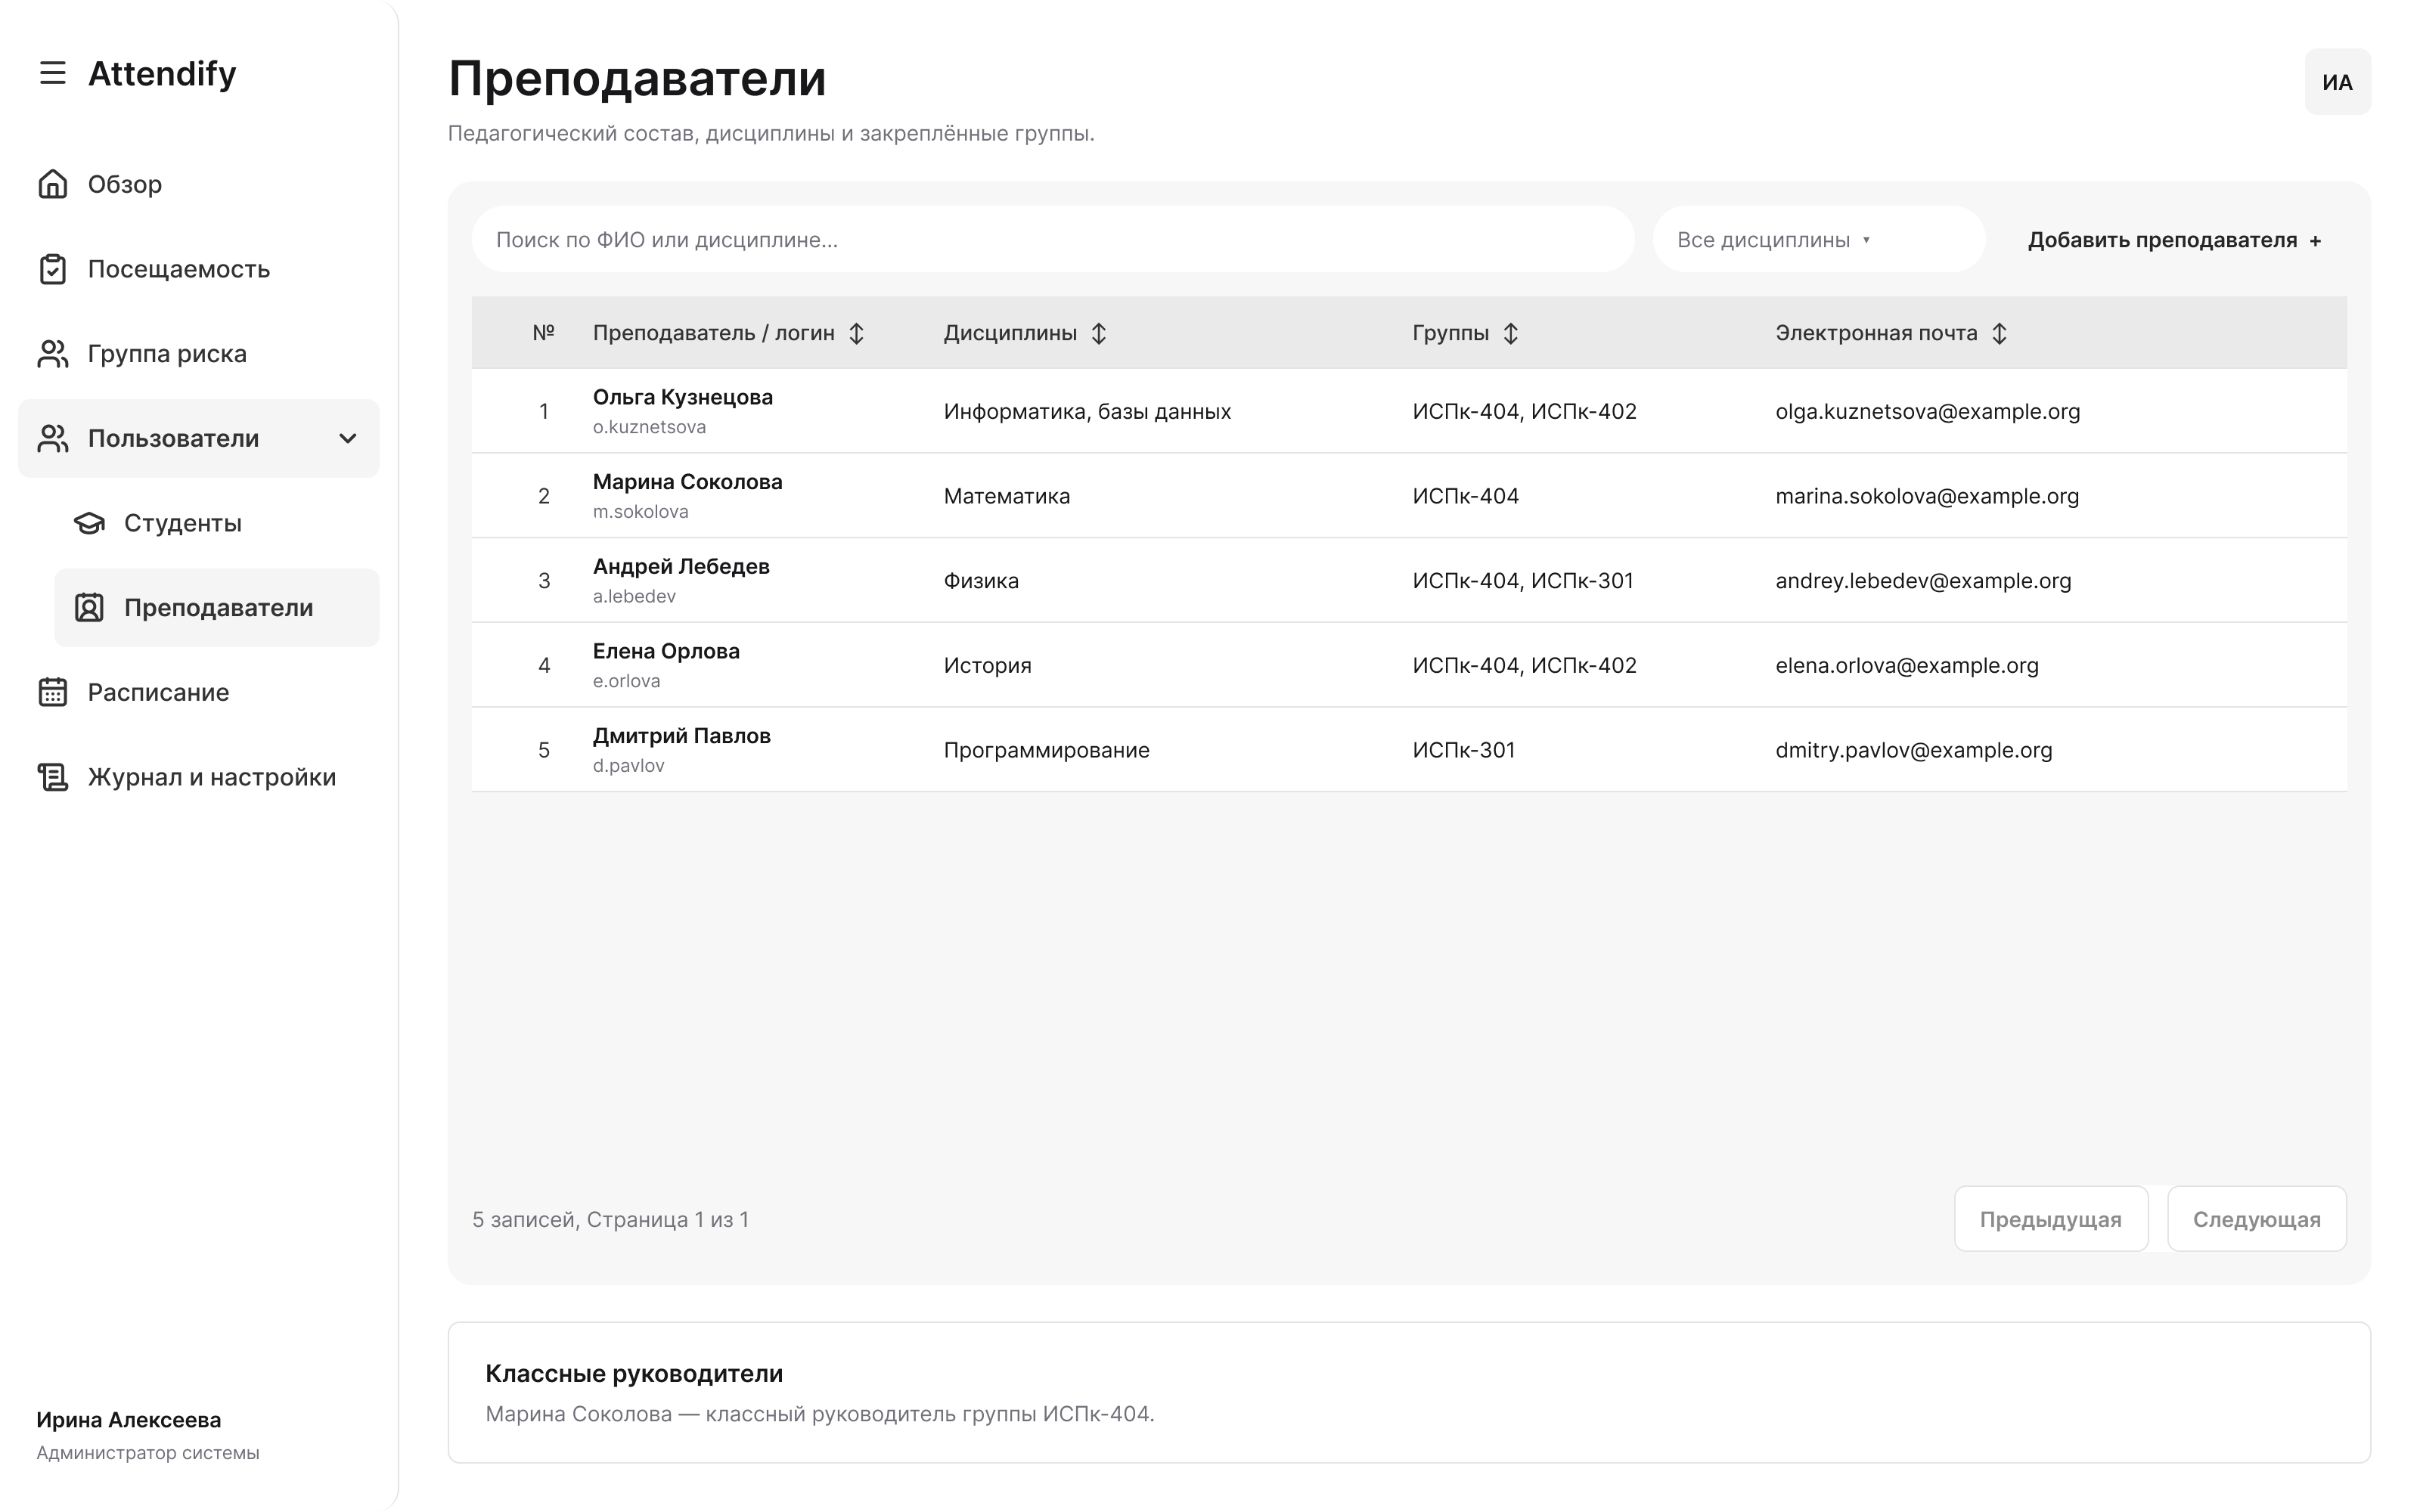 Attendify
Обзор
Посещаемость
Группа риска
Пользователи
Студенты
Преподаватели
Расписание
Журнал и настройки
Ирина Алексеева
Администратор системы
Преподаватели
ИА
Педагогический состав, дисциплины и закреплённые группы.
Поиск по ФИО или дисциплине...
Все дисциплины ▾
Добавить преподавателя +
№ Преподаватель / логин Дисциплины Группы Электронная почта
1 Ольга Кузнецова Информатика, базы данных ИСПк-404, ИСПк-402 olga.kuznetsova@example.org
o.kuznetsova
2 Марина Соколова Математика ИСПк-404 marina.sokolova@example.org
m.sokolova
3 Андрей Лебедев Физика ИСПк-404, ИСПк-301 andrey.lebedev@example.org
a.lebedev
4 Елена Орлова История ИСПк-404, ИСПк-402 elena.orlova@example.org
e.orlova
5 Дмитрий Павлов Программирование ИСПк-301 dmitry.pavlov@example.org
d.pavlov
5 записей, Страница 1 из 1
Предыдущая
Следующая
Классные руководители
Марина Соколова — классный руководитель группы ИСПк-404.